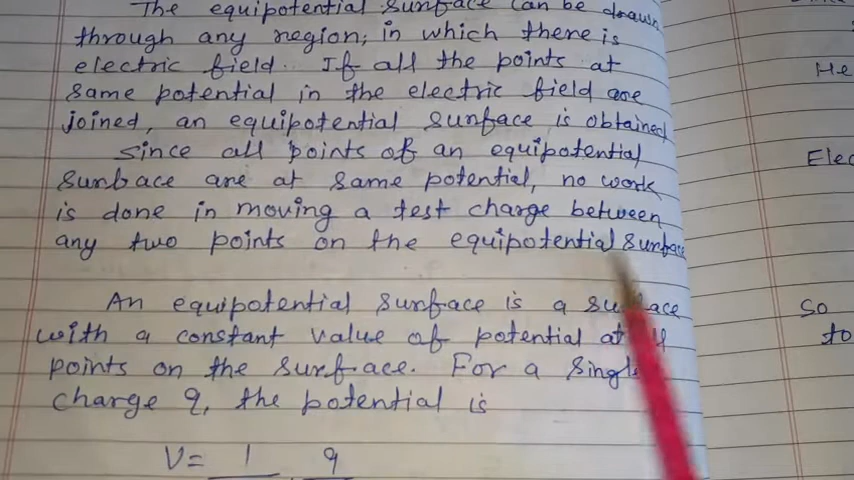 The equipotential surface can be drawn
through any region, in which there is
electric field. If all the points at
same potential in the electric field are
joined, an equipotential surface is obtained
since all points of an equipotential
surface are at same potential, no work
is done in moving a test charge between
any two points on the equipotential surface
An equipotential surface is a surface
with a constant value of potential at
points on the surface. For a single
charge q, the potential is
V= 1 q
He
Elec
So
to